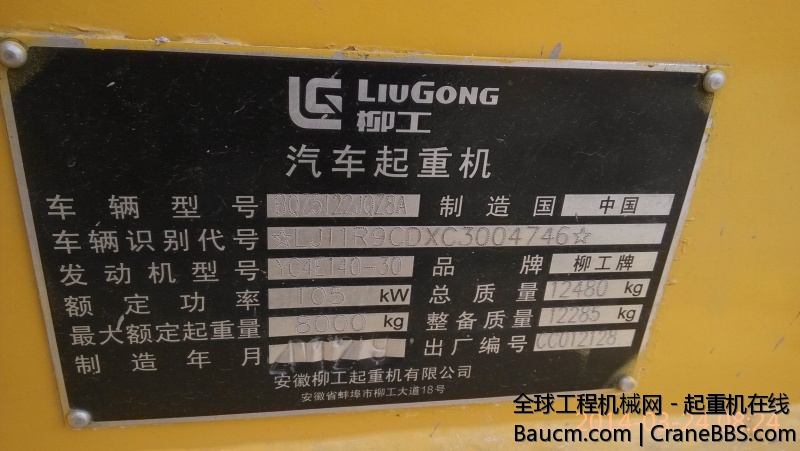 LG LIUGONG
柳工
汽车起重机
车辆型号 BQZ5122JQZ8A 制造国 中国
车辆识别代号 ☆LJ11R9CDXC3004746☆
发动机型号 YC4E140-30 品牌 柳工牌
额定功率 105 kW 总质量 12480 kg
最大额定起重量 8000 kg 整备质量 12285 kg
制造年月 出厂编号 CC012128
安徽柳工起重机有限公司
安徽省蚌埠市柳工大道18号
全球工程机械网 - 起重机在线
Baucm.com | CraneBBS.com